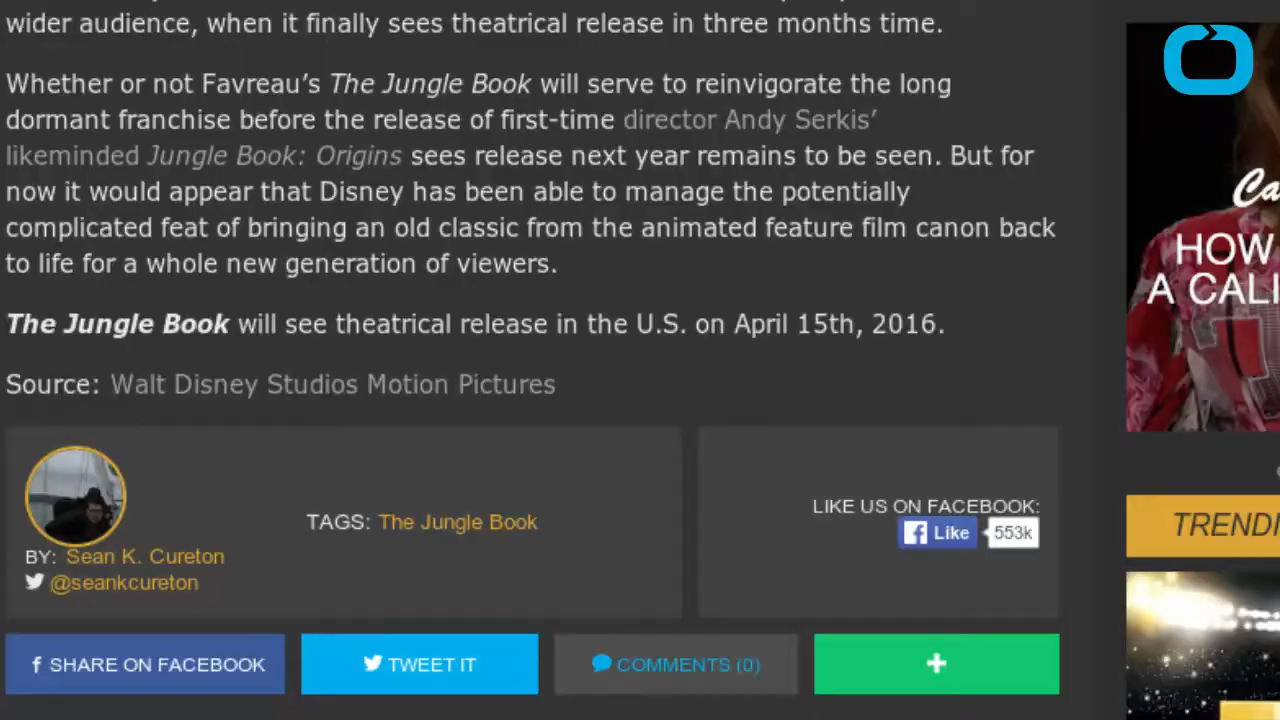 wider audience, when it finally sees theatrical release in three months time.
Whether or not Favreau’s The Jungle Book will serve to reinvigorate the long
dormant franchise before the release of first-time director Andy Serkis’
likeminded Jungle Book: Origins sees release next year remains to be seen. But for
now it would appear that Disney has been able to manage the potentially
complicated feat of bringing an old classic from the animated feature film canon back
to life for a whole new generation of viewers.
The Jungle Book will see theatrical release in the U.S. on April 15th, 2016.
Source: Walt Disney Studios Motion Pictures
TAGS: The Jungle Book
BY: Sean K. Cureton
@seankcureton
LIKE US ON FACEBOOK:
Like 553k
SHARE ON FACEBOOK
TWEET IT
COMMENTS (0)
+
Ca
HOW
A CALI
TRENDI